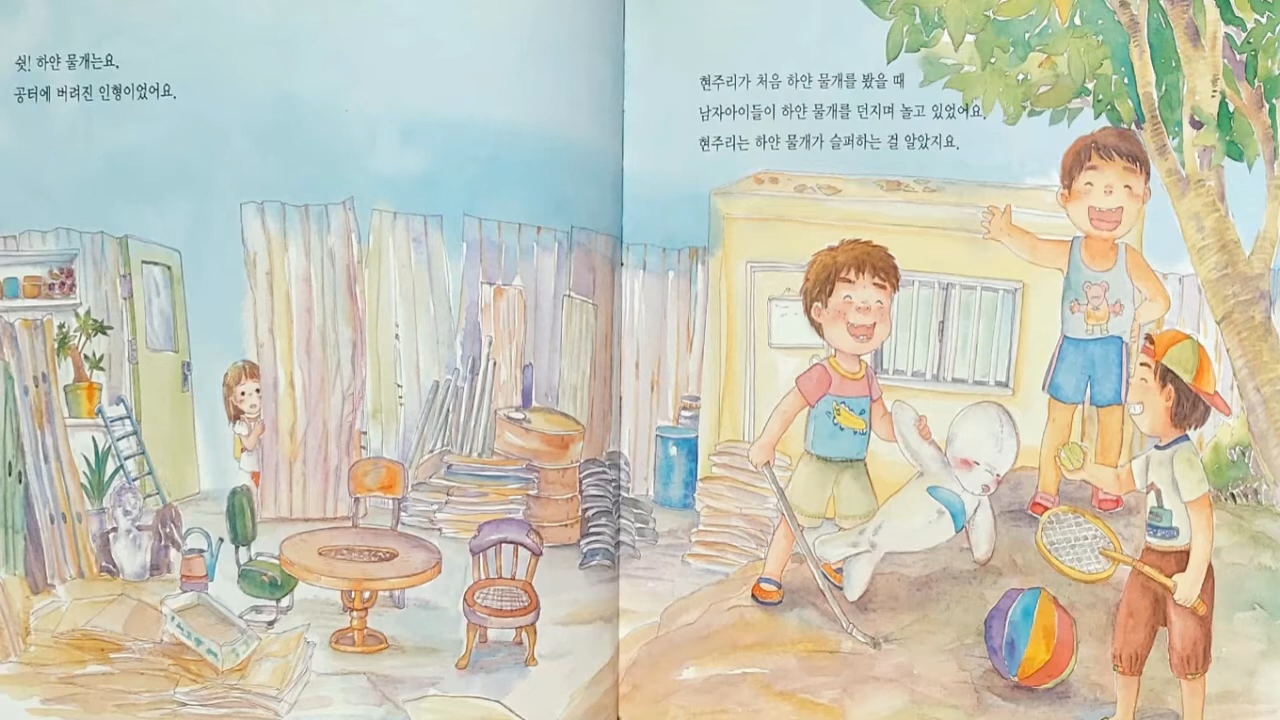 쉿! 하얀 물개는요,
공터에 버려진 인형이었어요.
현주리가 처음 하얀 물개를 봤을 때
남자아이들이 하얀 물개를 던지며 놀고 있었어요.
현주리는 하얀 물개가 슬퍼하는 걸 알았지요.